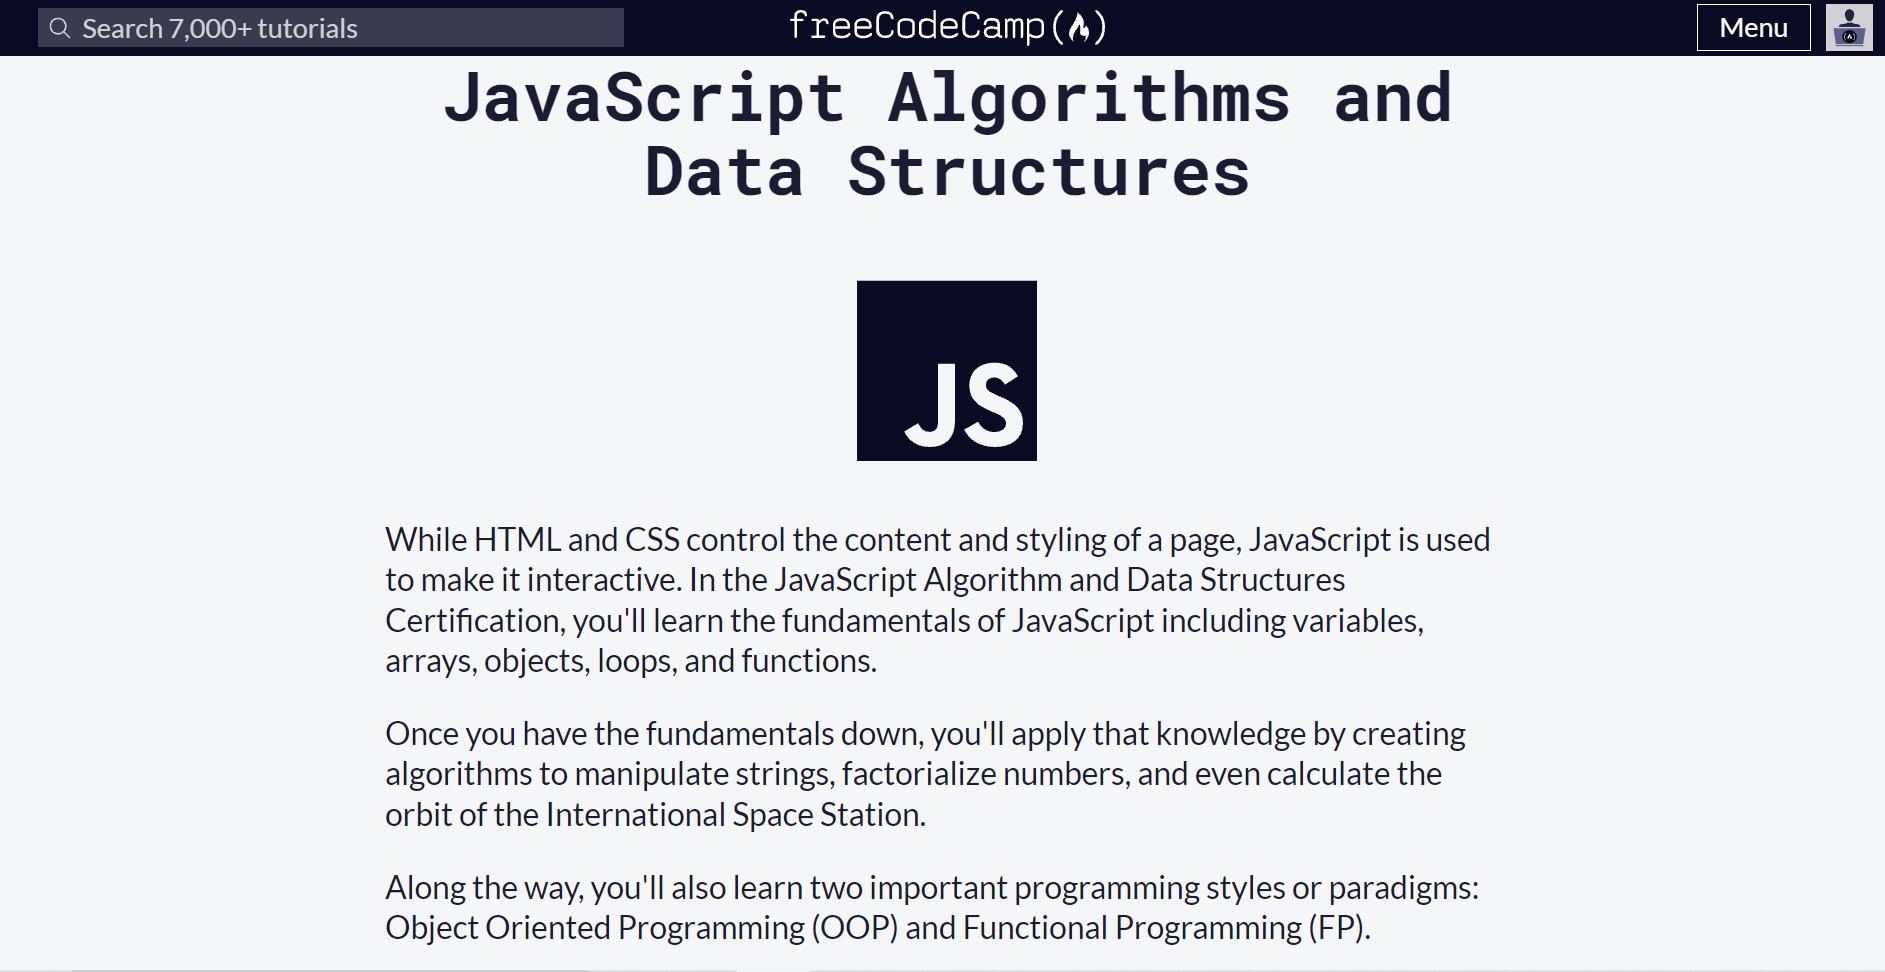 Search 7,000+ tutorials
freeCodeCamp(🔥)
Menu
JavaScript Algorithms and
Data Structures
JS
While HTML and CSS control the content and styling of a page, JavaScript is used
to make it interactive. In the JavaScript Algorithm and Data Structures
Certification, you'll learn the fundamentals of JavaScript including variables,
arrays, objects, loops, and functions.
Once you have the fundamentals down, you'll apply that knowledge by creating
algorithms to manipulate strings, factorialize numbers, and even calculate the
orbit of the International Space Station.
Along the way, you'll also learn two important programming styles or paradigms:
Object Oriented Programming (OOP) and Functional Programming (FP).